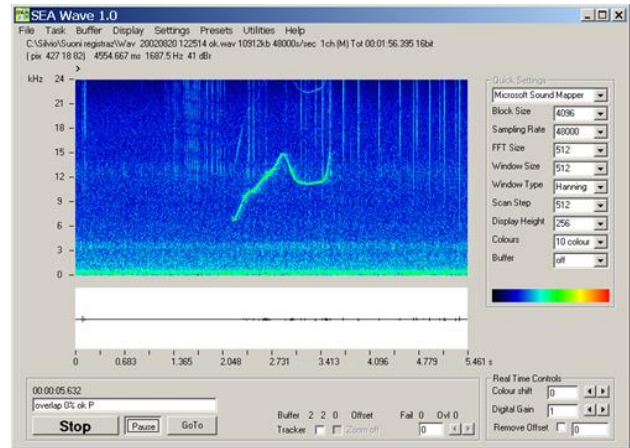 SEA Wave 1.0
File Task Buffer Display Settings Presets Utilities Help
C:\Silvio\Suoni registraz\Wav 20020820 122514 ok.wav 10912kb 48000s/sec 1ch (M) Tot 00:01:56.395 16bit
( pix 427 18 82) 4554.667 ms 1687.5 Hz 41 dBr
kHz
24
21
18
15
12
9
6
3
0
0 0.683 1.365 2.048 2.731 3.413 4.096 4.779 5.461 s
Quick Settings
Microsoft Sound Mapper
Block Size 4096
Sampling Rate 48000
FFT Size 512
Window Size 512
Window Type Hanning
Scan Step 512
Display Height 256
Colours 10 colour
Buffer off
00:00:05.632
overlap 0% ok P
Stop Pause GoTo
Buffer 2 2 0 Offset Fail 0 Ovl 0
Tracker Zoom off 0
Real Time Controls
Colour shift 0
Digital Gain 1
Remove Offset 0